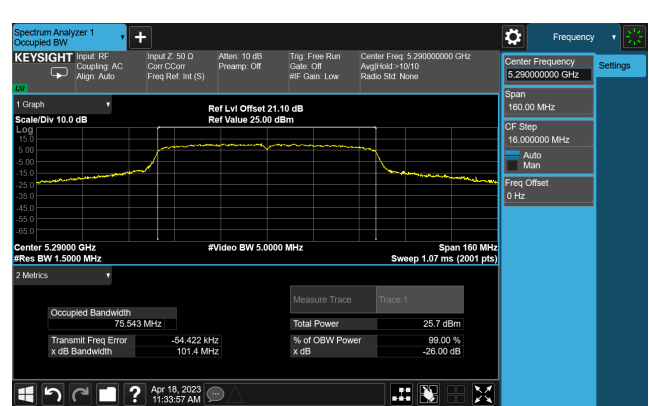 Spectrum Analyzer 1
Occupied BW
Frequency
KEYSIGHT
Input: RF
Coupling: AC
Align: Auto
Input Z: 50 Ω
Corr CCorr
Freq Ref: Int (S)
Atten: 10 dB
Preamp: Off
Trig: Free Run
Gate: Off
#IF Gain: Low
Center Freq: 5.290000000 GHz
Avg|Hold:>10/10
Radio Std: None
LXI
Center Frequency
5.290000000 GHz
Settings
Span
160.00 MHz
CF Step
16.000000 MHz
Auto
Man
Freq Offset
0 Hz
1 Graph
Scale/Div 10.0 dB
Ref Lvl Offset 21.10 dB
Ref Value 25.00 dBm
Log
15.0
5.00
-5.00
-15.0
-25.0
-35.0
-45.0
-55.0
-65.0
Center 5.29000 GHz
#Video BW 5.0000 MHz
Span 160 MHz
#Res BW 1.5000 MHz
Sweep 1.07 ms (2001 pts)
2 Metrics
Measure Trace
Trace 1
Occupied Bandwidth
75.543 MHz
Total Power
25.7 dBm
Transmit Freq Error
-54.422 kHz
% of OBW Power
99.00 %
x dB Bandwidth
101.4 MHz
x dB
-26.00 dB
?
Apr 18, 2023
11:33:57 AM